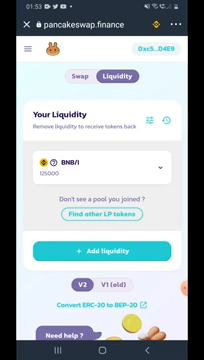 01:53
pancakeswap.finance
0xc5...D4E9
Swap Liquidity
Your Liquidity
Remove liquidity to receive tokens back
BNB/I
125000
Don't see a pool you joined ?
Find other LP tokens
+ Add liquidity
V2 V1 (old)
Convert ERC-20 to BEP-20
Need help ?